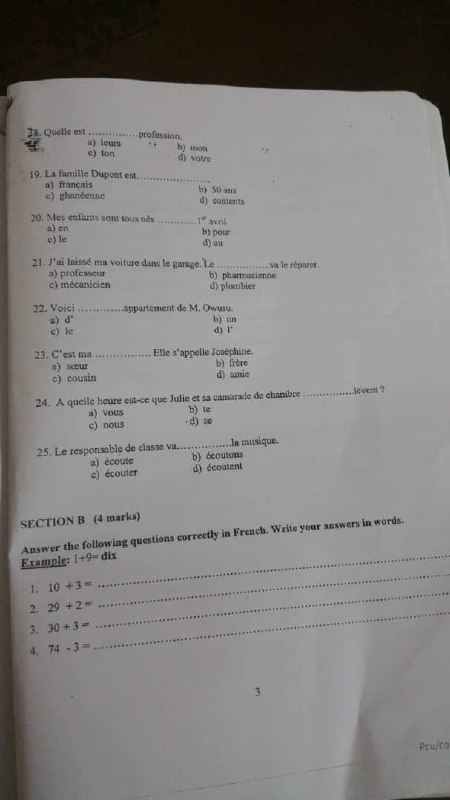 18. Quelle est ...............profession.
a) leurs b) mon
c) ton d) votre
19. La famille Dupont est......................
a) français b) 50 ans
c) ghanéenne d) contents
20. Mes enfants sont tous nés ............1er avril.
a) en b) pour
c) le d) au
21. J'ai laissé ma voiture dans le garage. Le ................va le réparer.
a) professeur b) pharmacienne
c) mécanicien d) plombier
22. Voici .............appartement de M. Owusu.
a) d' b) un
c) le d) l'
23. C'est ma ................ Elle s'appelle Joséphine.
a) sœur b) frère
c) cousin d) amie
24. A quelle heure est-ce que Julie et sa camarade de chambre ...............lèvent ?
a) vous b) te
c) nous d) se
25. Le responsable de classe va................la musique.
a) écoute b) écoutons
c) écouter d) écoutent
SECTION B (4 marks)
Answer the following questions correctly in French. Write your answers in words.
Example: 1+9= dix
1. 10 + 3 = ................................
2. 29 + 2 = ................................
3. 30 + 3 = ................................
4. 74 - 3 = ................................
3
Pcu/co